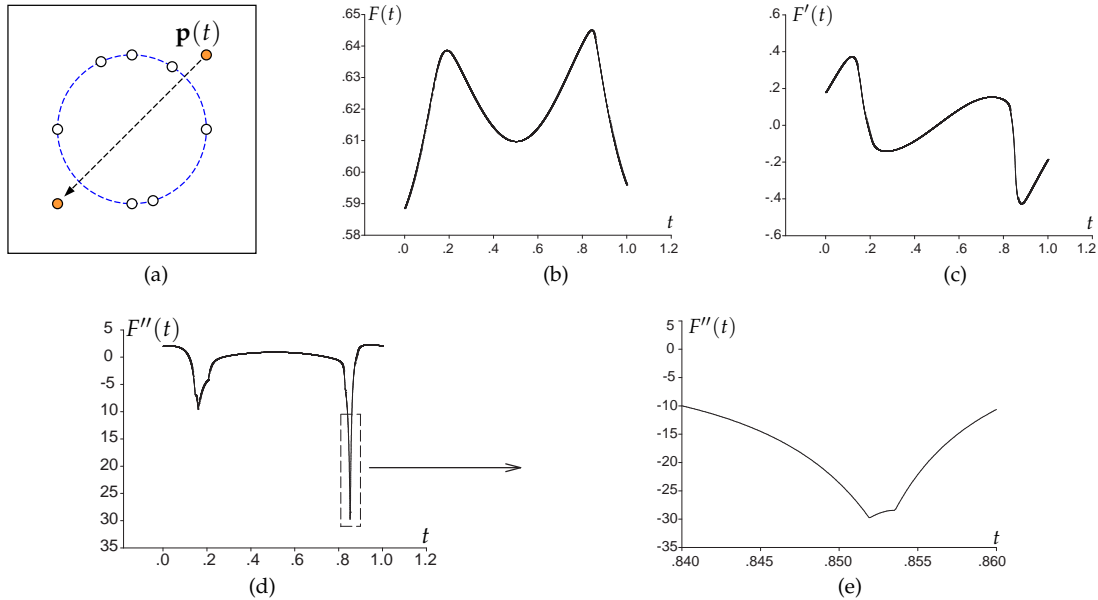 p(t)
(a)
F(t)
.65
.64
.63
.62
.61
.60
.59
.58
.0 .2 .4 .6 .8 1.0 1.2
t
(b)
F′(t)
.6
.4
.2
.0
-.2
-.4
-.6
.0 .2 .4 .6 .8 1.0 1.2
t
(c)
F″(t)
5
0
-5
-10
15
20
25
30
35
.0 .2 .4 .6 .8 1.0 1.2
t
(d)
F″(t)
5
0
-5
-10
-15
-20
-25
-30
-35
.840 .845 .850 .855 .860
t
(e)